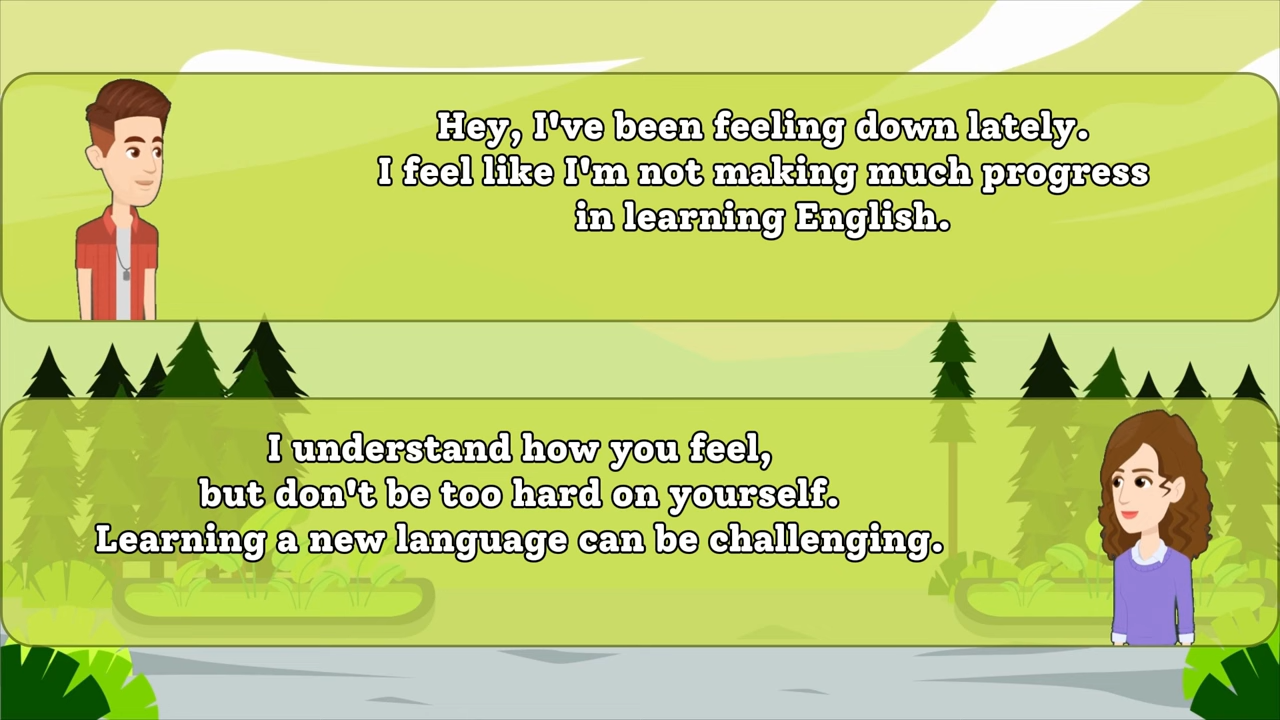 Hey, I've been feeling down lately.
I feel like I'm not making much progress
in learning English.
I understand how you feel,
but don't be too hard on yourself.
Learning a new language can be challenging.